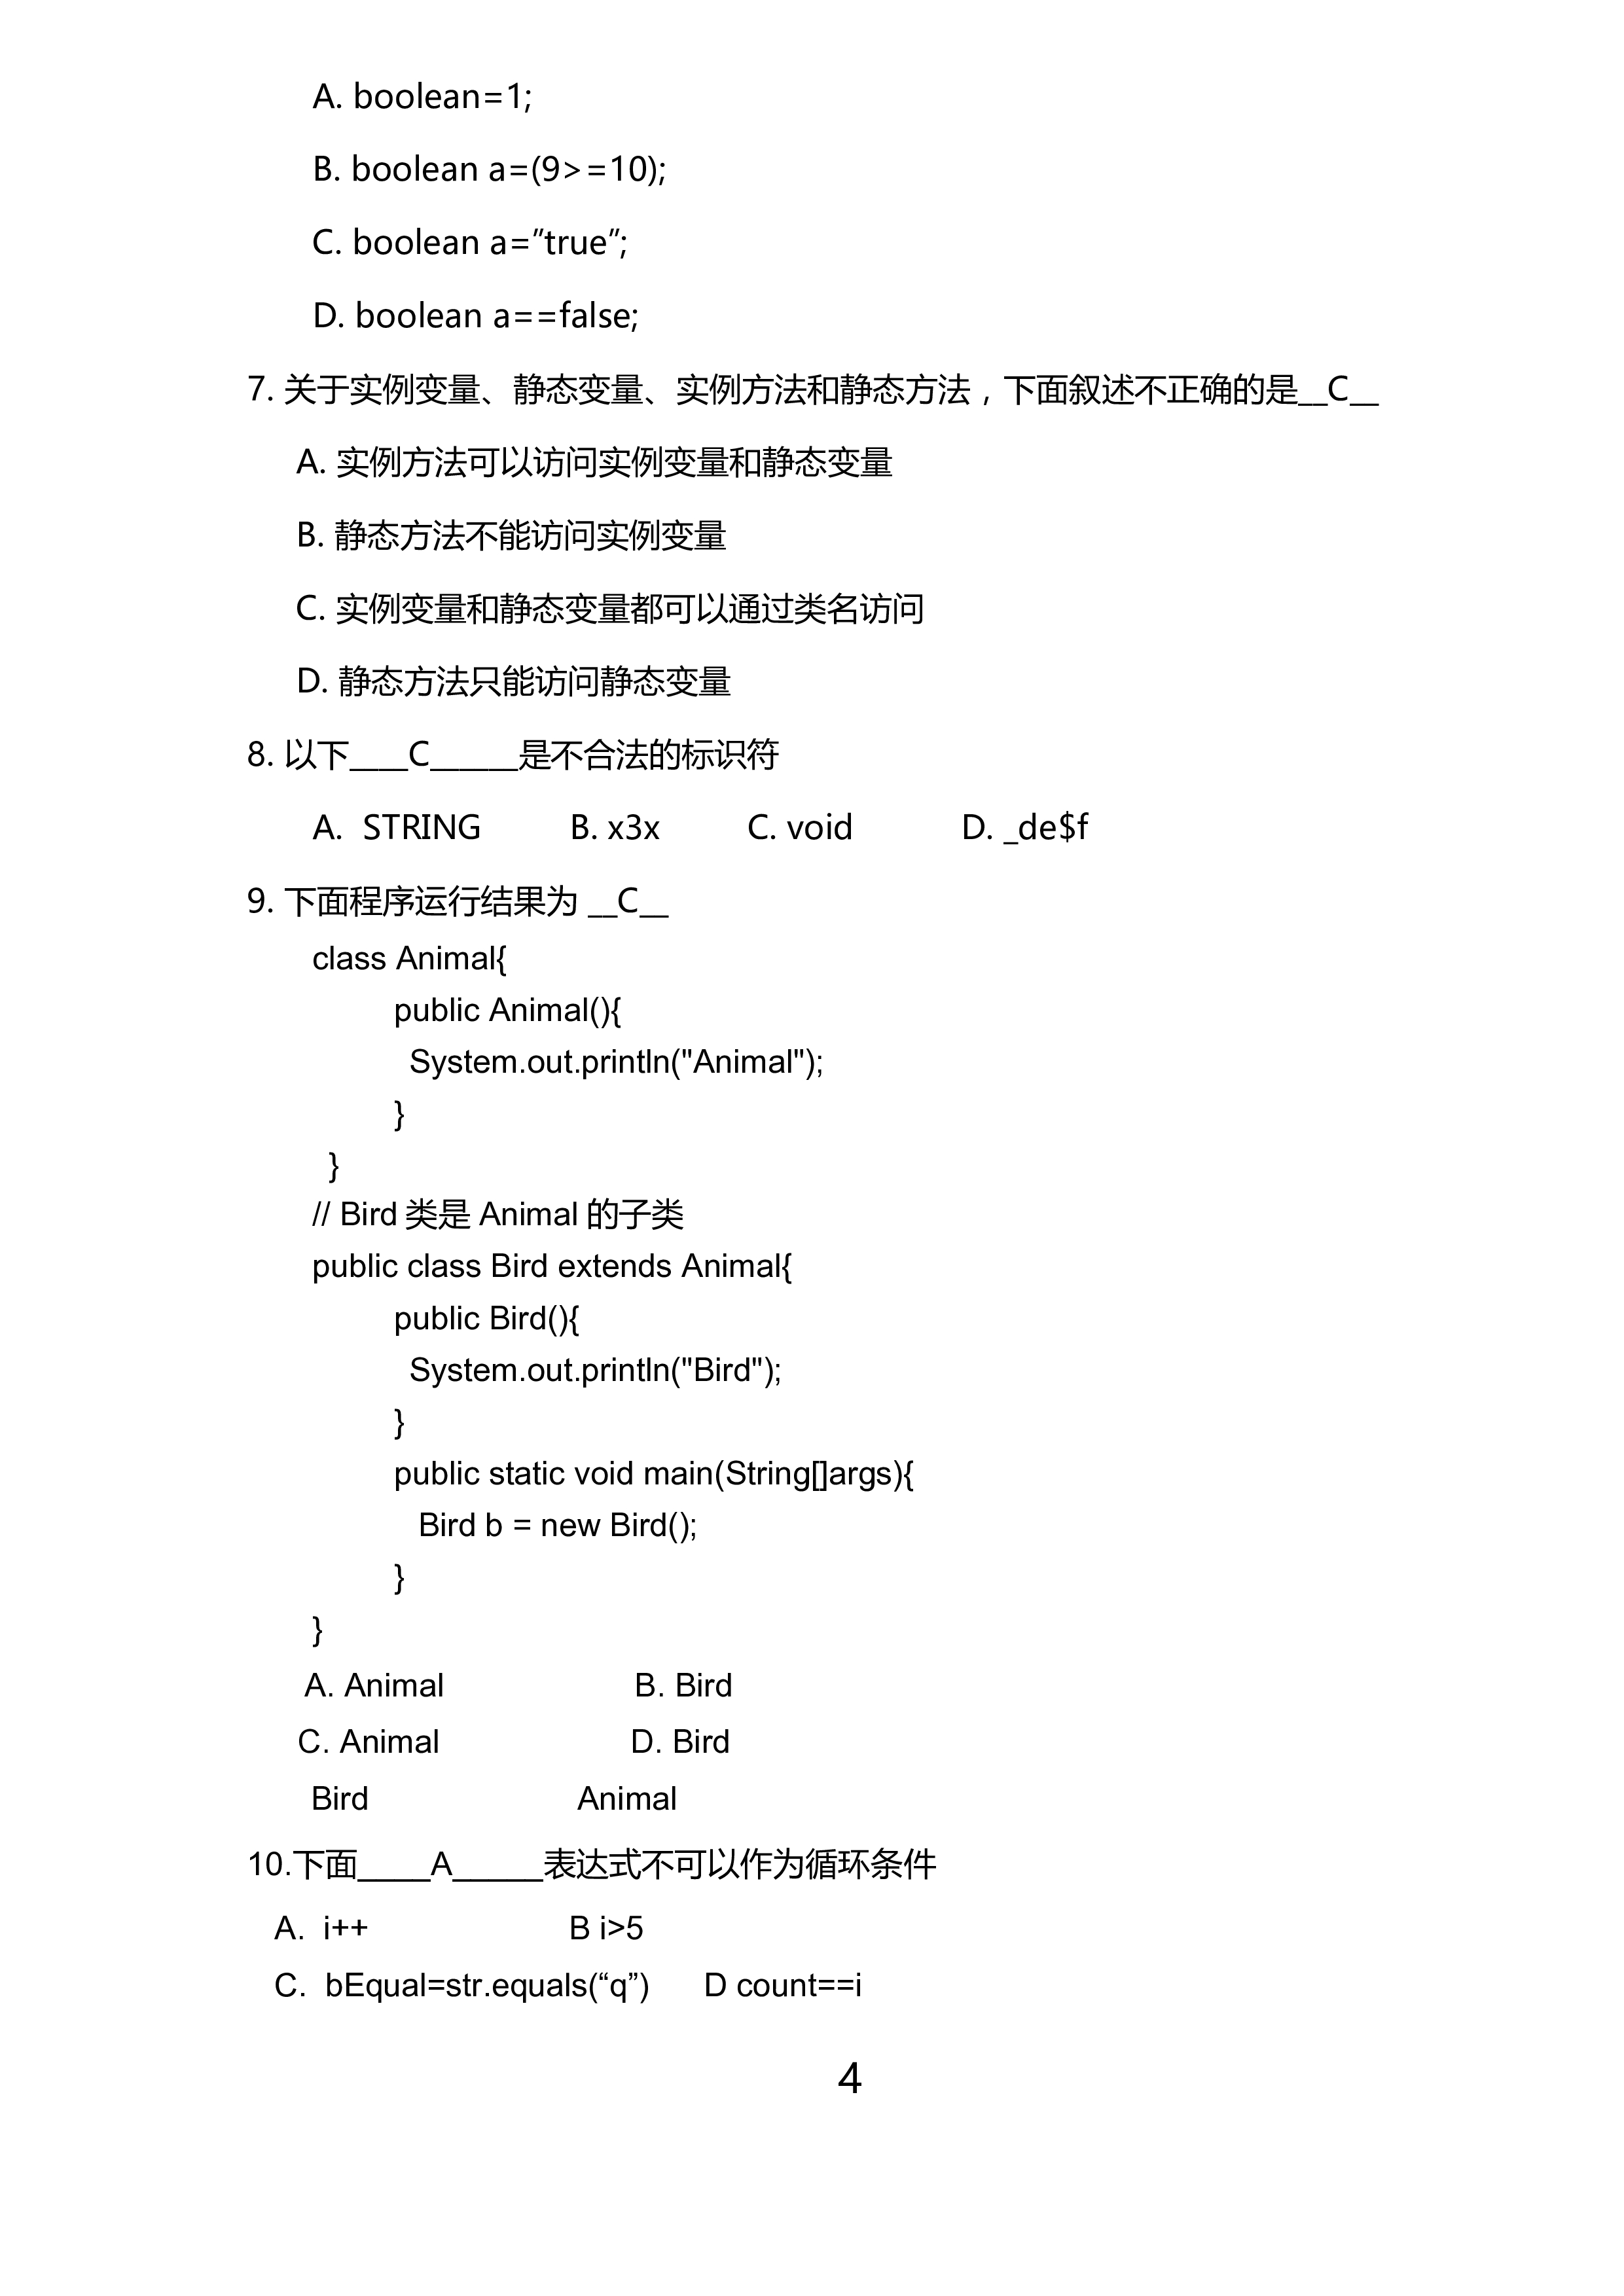 A. boolean=1;
B. boolean a=(9>=10);
C. boolean a=”true”;
D. boolean a==false;
7. 关于实例变量、静态变量、实例方法和静态方法，下面叙述不正确的是__C__
A. 实例方法可以访问实例变量和静态变量
B. 静态方法不能访问实例变量
C. 实例变量和静态变量都可以通过类名访问
D. 静态方法只能访问静态变量
8. 以下____C______是不合法的标识符
A. STRING B. x3x C. void D. _de$f
9. 下面程序运行结果为 __C__
class Animal{
public Animal(){
System.out.println("Animal");
}
}
// Bird 类是 Animal 的子类
public class Bird extends Animal{
public Bird(){
System.out.println("Bird");
}
public static void main(String[]args){
Bird b = new Bird();
}
}
A. Animal B. Bird
C. Animal D. Bird
Bird Animal
10.下面____A_____表达式不可以作为循环条件
A. i++ B i>5
C. bEqual=str.equals(“q”) D count==i
4